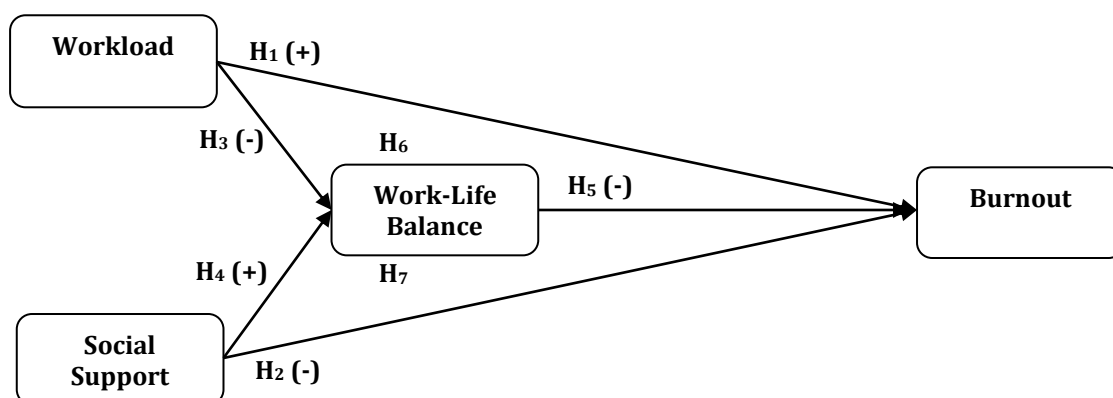 Workload
H₁ (+)
H₃ (-)
H₆
Work-Life
Balance
H₅ (-)
Burnout
H₄ (+)
H₇
Social
Support
H₂ (-)